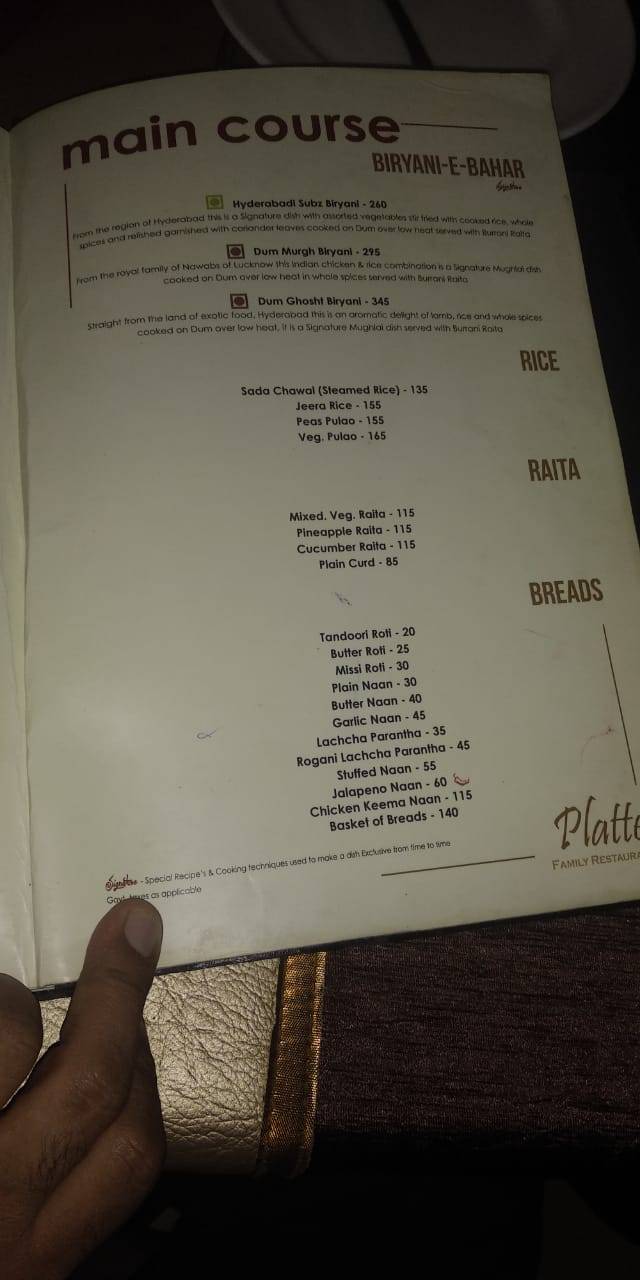 main course
BIRYANI-E-BAHAR
Signature
Hyderabadi Subz Biryani - 260
From the region of Hyderabad this is a Signature dish with assorted vegetables stir fried with cooked rice, whole
spices and relished garnished with coriander leaves cooked on Dum over low heat served with Burrani Raita
Dum Murgh Biryani - 295
From the royal family of Nawabs of Lucknow this Indian chicken & rice combination is a Signature Mughlai dish
cooked on Dum over low heat in whole spices served with Burrani Raita
Dum Ghosht Biryani - 345
Straight from the land of exotic food, Hyderabad this is an aromatic delight of lamb, rice and whole spices
cooked on Dum over low heat, it is a Signature Mughlai dish served with Burrani Raita
RICE
Sada Chawal (Steamed Rice) - 135
Jeera Rice - 155
Peas Pulao - 155
Veg. Pulao - 165
RAITA
Mixed. Veg. Raita - 115
Pineapple Raita - 115
Cucumber Raita - 115
Plain Curd - 85
BREADS
Tandoori Roti - 20
Butter Roti - 25
Missi Roti - 30
Plain Naan - 30
Butter Naan - 40
Garlic Naan - 45
Lachcha Parantha - 35
Rogani Lachcha Parantha - 45
Stuffed Naan - 55
Jalapeno Naan - 60
Chicken Keema Naan - 115
Basket of Breads - 140
Platte
FAMILY RESTAURA
Signature - Special Recipe's & Cooking techniques used to make a dish Exclusive from time to time
Govt. taxes as applicable